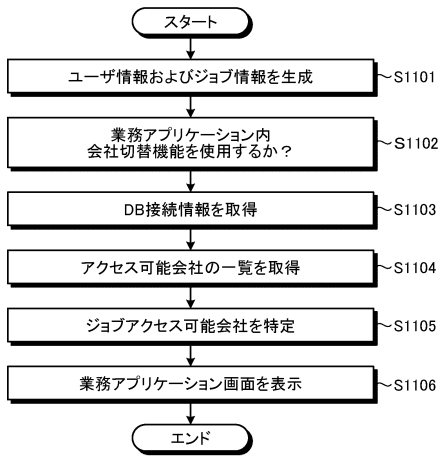 スタート
ユーザ情報およびジョブ情報を生成
S1101
業務アプリケーション内
会社切替機能を使用するか？
S1102
DB接続情報を取得
S1103
アクセス可能会社の一覧を取得
S1104
ジョブアクセス可能会社を特定
S1105
業務アプリケーション画面を表示
S1106
エンド